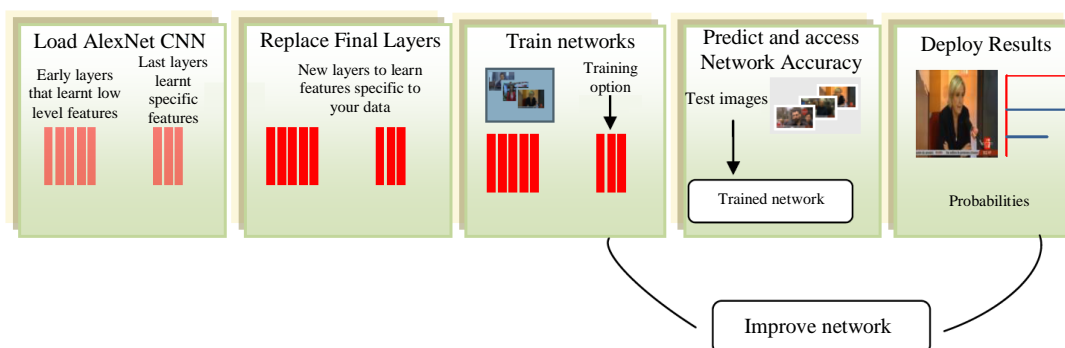 Load AlexNet CNN
Early layers
that learnt low
level features
Last layers
learnt
specific
features
Replace Final Layers
New layers to learn
features specific to
your data
Train networks
Training
option
Predict and access
Network Accuracy
Test images
Trained network
Deploy Results
Probabilities
Improve network